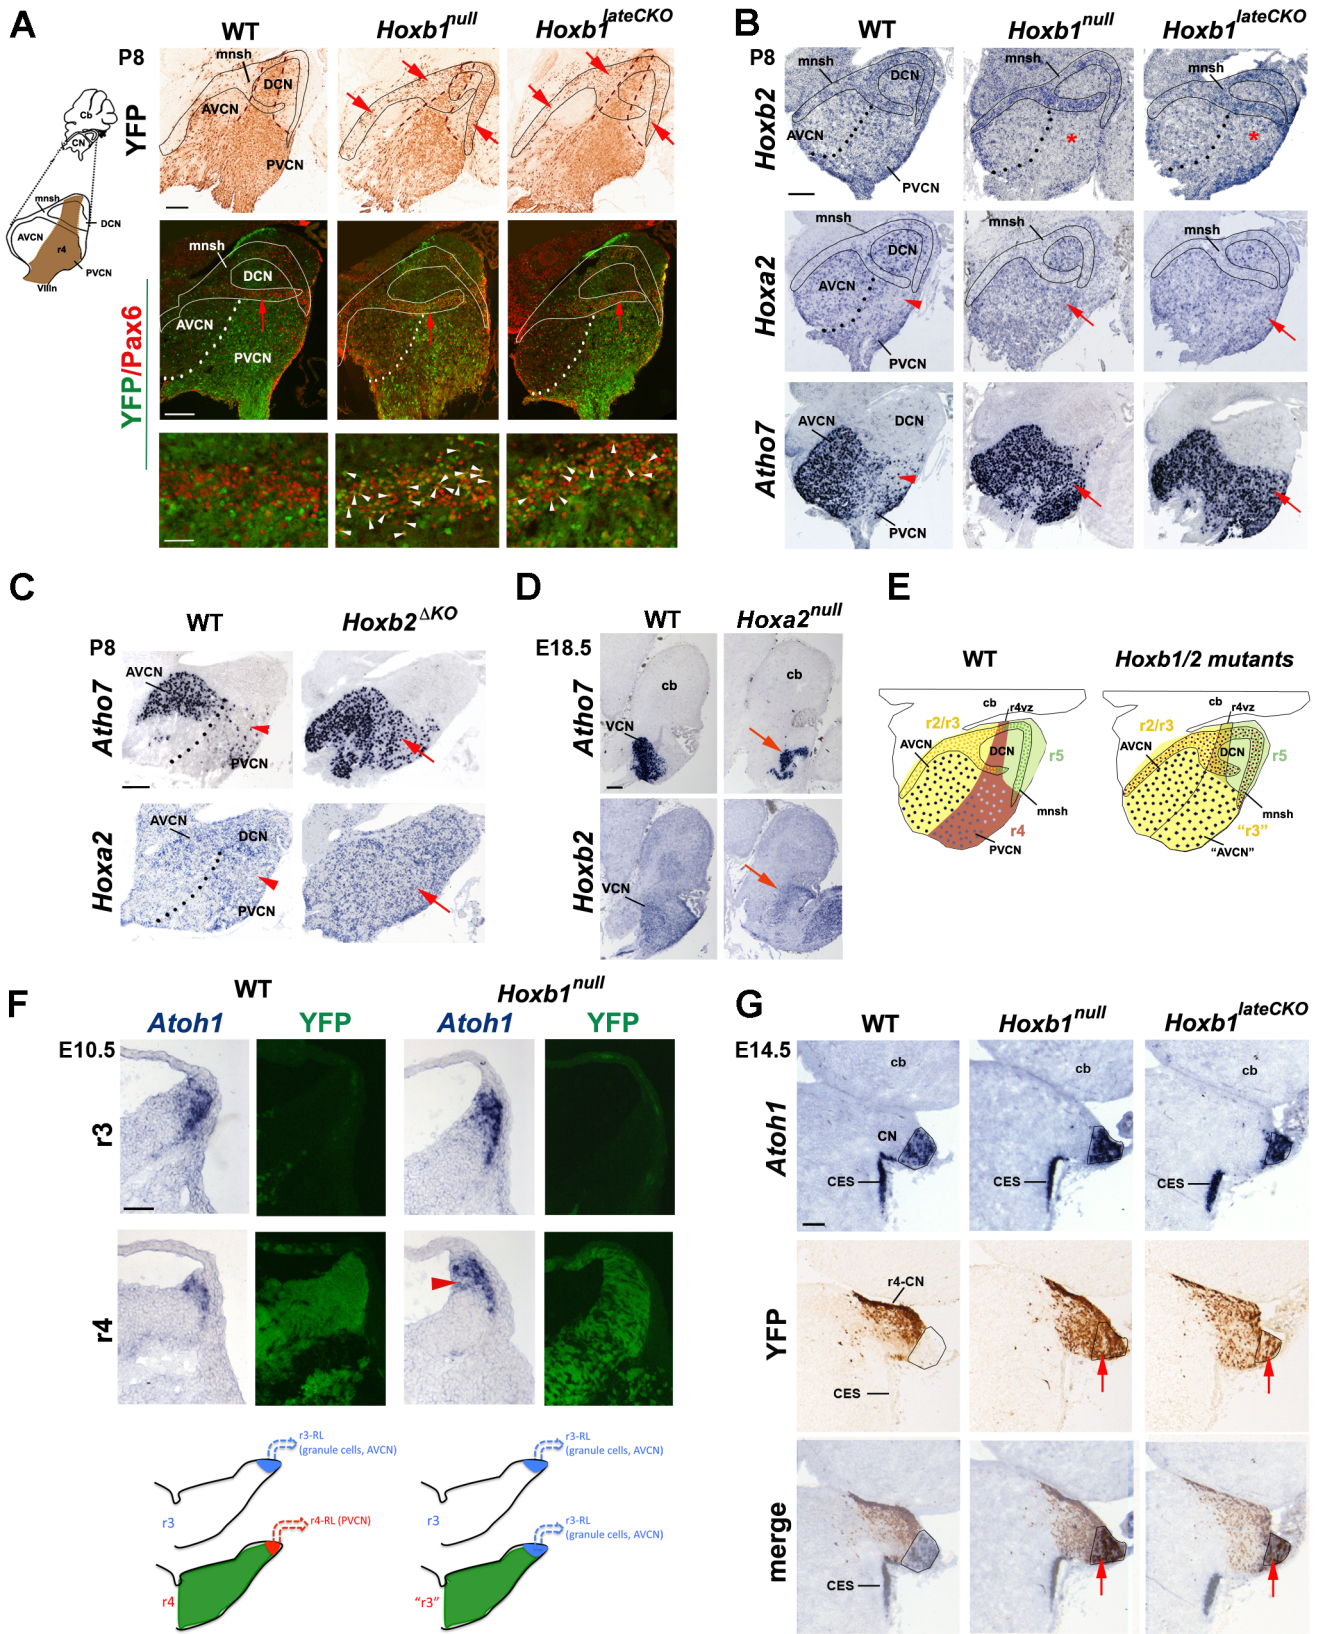 A
WT
Hoxb1null
Hoxb1lateCKO
P8
YFP
mnsh
DCN
AVCN
PVCN
Cb
CN
mnsh
AVCN
DCN
r4
PVCN
VIIIn
YFP/Pax6
mnsh
DCN
AVCN
PVCN
B
WT
Hoxb1null
Hoxb1lateCKO
P8
Hoxb2
mnsh
DCN
AVCN
PVCN
mnsh
*
mnsh
*
Hoxa2
mnsh
DCN
AVCN
PVCN
mnsh
mnsh
Atho7
AVCN
DCN
PVCN
C
WT
Hoxb2ΔKO
P8
Atho7
AVCN
PVCN
Hoxa2
AVCN
DCN
PVCN
D
WT
Hoxa2null
E18.5
Atho7
cb
VCN
cb
Hoxb2
VCN
E
WT
Hoxb1/2 mutants
cb
r4vz
r2/r3
AVCN
DCN
r5
mnsh
r4
PVCN
cb
r4vz
r2/r3
AVCN
DCN
r5
mnsh
“r3”
“AVCN”
F
WT
Hoxb1null
Atoh1
YFP
Atoh1
YFP
E10.5
r3
r4
r3-RL
(granule cells, AVCN)
r3
r4-RL (PVCN)
r4
r3-RL
(granule cells, AVCN)
r3
r3-RL
(granule cells, AVCN)
“r3”
G
WT
Hoxb1null
Hoxb1lateCKO
E14.5
Atoh1
cb
CN
CES
cb
CES
cb
CES
YFP
r4-CN
CES
merge
CES